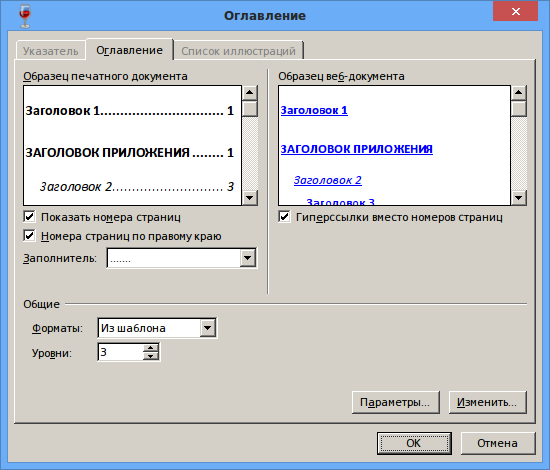 Оглавление
Указатель Оглавление Список иллюстраций
Образец печатного документа
Заголовок 1................................ 1
ЗАГОЛОВОК ПРИЛОЖЕНИЯ ........ 1
Заголовок 2............................. 3
Показать номера страниц
Номера страниц по правому краю
Заполнитель: .......
Образец веб-документа
Заголовок 1
ЗАГОЛОВОК ПРИЛОЖЕНИЯ
Заголовок 2
Заголовок 3
Гиперссылки вместо номеров страниц
Общие
Форматы: Из шаблона
Уровни: 3
Параметры... Изменить...
ОК Отмена